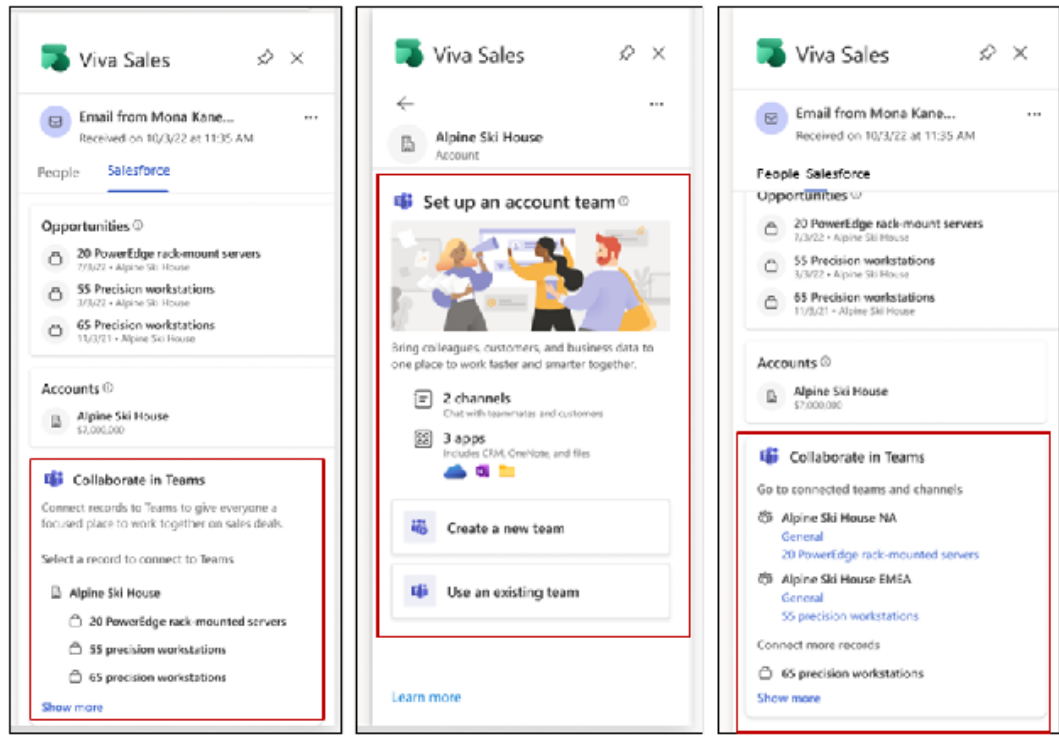 Viva Sales
Email from Mona Kane...
Received on 10/3/22 at 11:35 AM
People Salesforce
Opportunities
20 PowerEdge rack-mount servers
7/3/22 • Alpine Ski House
55 Precision workstations
3/3/22 • Alpine Ski House
65 Precision workstations
11/3/21 • Alpine Ski House
Accounts
Alpine Ski House
$7,000,000
Collaborate in Teams
Connect records to Teams to give everyone a
focused place to work together on sales deals.
Select a record to connect to Teams
Alpine Ski House
20 PowerEdge rack-mounted servers
55 precision workstations
65 precision workstations
Show more
Viva Sales
Alpine Ski House
Account
Set up an account team
Bring colleagues, customers, and business data to
one place to work faster and smarter together.
2 channels
Chat with teammates and customers
3 apps
Includes CRM, OneNote, and files
Create a new team
Use an existing team
Learn more
Viva Sales
Email from Mona Kane...
Received on 10/3/22 at 11:35 AM
People Salesforce
Opportunities
20 PowerEdge rack-mount servers
7/3/22 • Alpine Ski House
55 Precision workstations
3/3/22 • Alpine Ski House
65 Precision workstations
11/3/21 • Alpine Ski House
Accounts
Alpine Ski House
$7,000,000
Collaborate in Teams
Go to connected teams and channels
Alpine Ski House NA
General
20 PowerEdge rack-mounted servers
Alpine Ski House EMEA
General
55 precision workstations
Connect more records
65 precision workstations
Show more